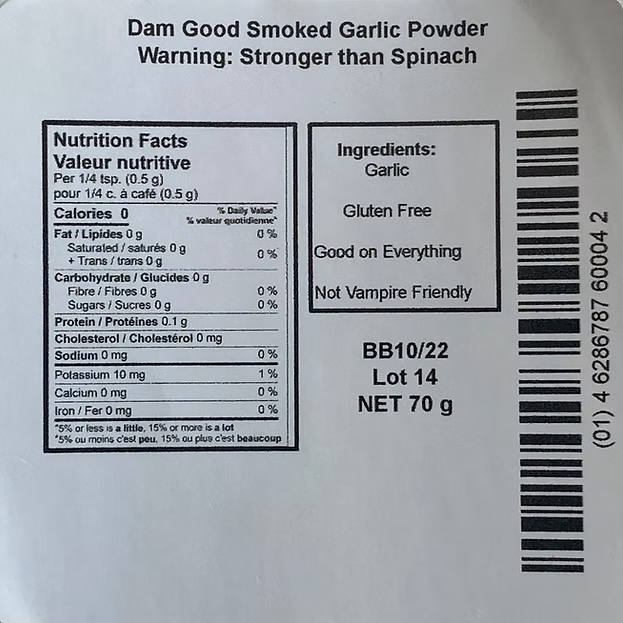 Dam Good Smoked Garlic Powder
Warning: Stronger than Spinach
Nutrition Facts
Valeur nutritive
Per 1/4 tsp. (0.5 g)
pour 1/4 c. à café (0.5 g)
Calories 0
% Daily Value*
% valeur quotidienne*
Fat / Lipides 0 g 0 %
Saturated / saturés 0 g
+ Trans / trans 0 g 0 %
Carbohydrate / Glucides 0 g
Fibre / Fibres 0 g 0 %
Sugars / Sucres 0 g 0 %
Protein / Protéines 0.1 g
Cholesterol / Cholestérol 0 mg
Sodium 0 mg 0 %
Potassium 10 mg 1 %
Calcium 0 mg 0 %
Iron / Fer 0 mg 0 %
*5% or less is a little, 15% or more is a lot
*5% ou moins c'est peu, 15% ou plus c'est beaucoup
Ingredients:
Garlic
Gluten Free
Good on Everything
Not Vampire Friendly
BB10/22
Lot 14
NET 70 g
(01) 4 6286787 60004 2